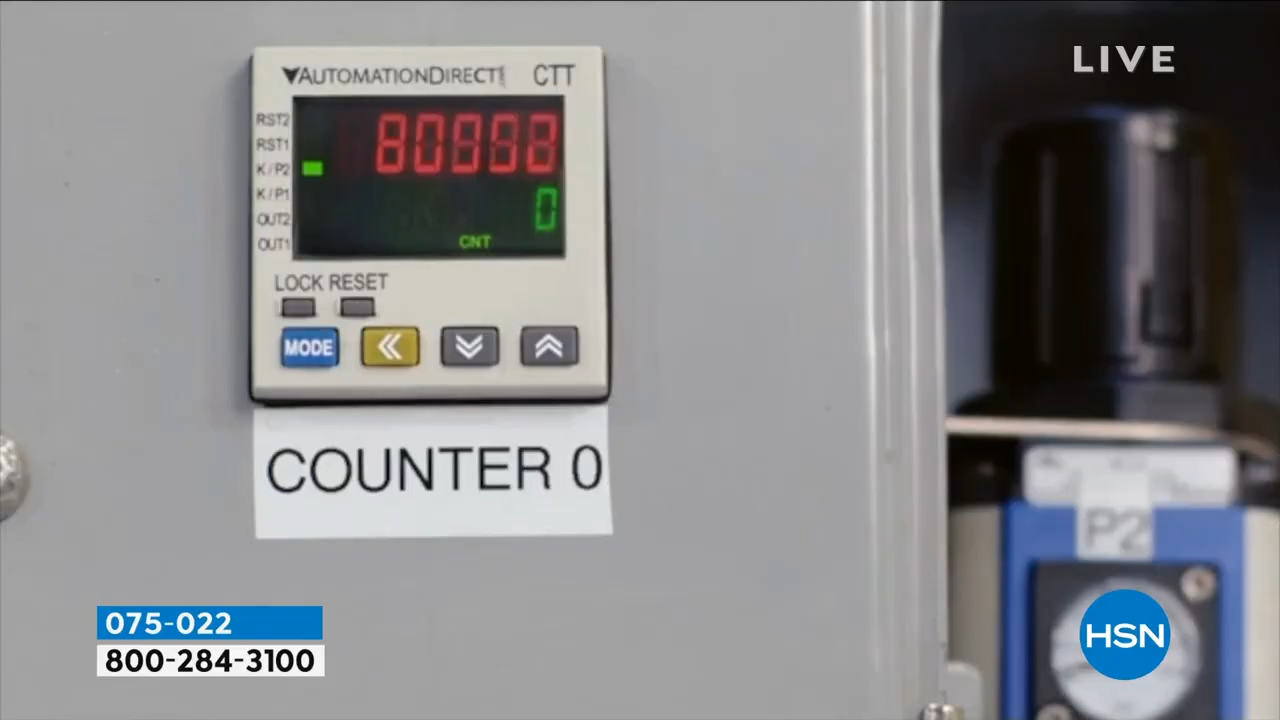 LIVE
AUTOMATIONDIRECT CTT
RST2
RST1
K/P2
K/P1
OUT2
OUT1
0
CNT
LOCK RESET
MODE
COUNTER 0
P2
075-022
800-284-3100
HSN